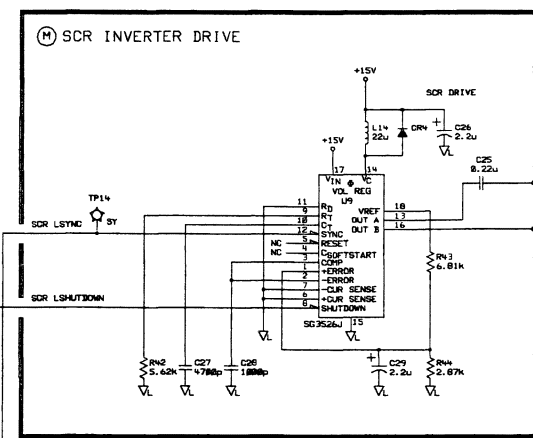 (M) SCR INVERTER DRIVE
+15V
SCR DRIVE
L14
22u
CR4
+
C26
2.2u
L
+15V
C25
0.22u
17
14
VIN
VC
Φ
VOL REG
U9
TP14
SY
SCR LSYNC
11 RD
9 RT
10 CT
12 SYNC
NC 5 RESET
NC 4 CSOFTSTART
3 COMP
1 +ERROR
2 -ERROR
7 -CUR SENSE
6 +CUR SENSE
8 SHUTDOWN
VREF 18
OUT A 13
OUT B 16
R43
6.81k
SCR LSHUTDOWN
SG3526J
15
L
L
R42
5.62k
C27
4700p
C28
1000p
+
C29
2.2u
R44
2.87k
L
L
L
L
L